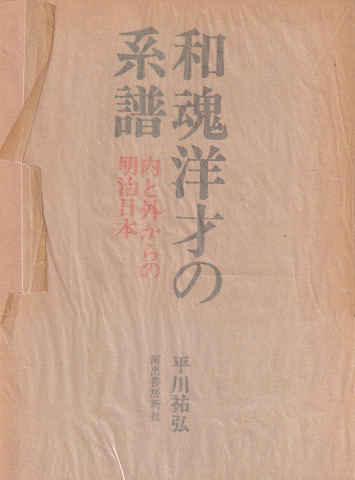 和魂洋才の
系譜
内と外からの
明治日本
平川祐弘
河出書房新社